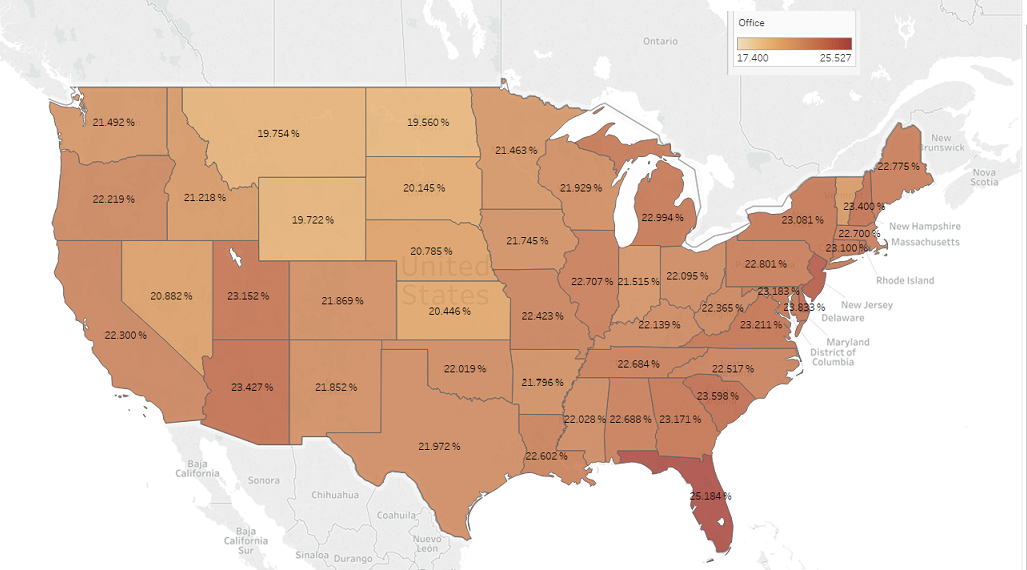 Office
17.400
25.527
Ontario
New
Brunswick
Nova
Scotia
21.492 %
19.754 %
19.560 %
21.463 %
22.775 %
22.219 %
21.218 %
20.145 %
21.929 %
22.994 %
23.400 %
23.081 %
19.722 %
22.700 %
New Hampshire
Massachusetts
21.745 %
23.100 %
20.785 %
22.801 %
United
States
Rhode Island
20.882 %
23.152 %
21.869 %
22.707 %
21.515 %
22.095 %
23.183 %
20.446 %
22.365 %
23.833 %
New Jersey
Delaware
22.300 %
22.423 %
22.139 %
23.211 %
Maryland
District of
Columbia
22.019 %
22.684 %
22.517 %
23.427 %
21.852 %
21.796 %
23.598 %
22.028 %
22.688 %
23.171 %
21.972 %
22.602 %
25.184 %
Baja
California
Sonora
Chihuahua
Coahuila
Baja
California
Sur
Nuevo
León
Sinaloa
Durango